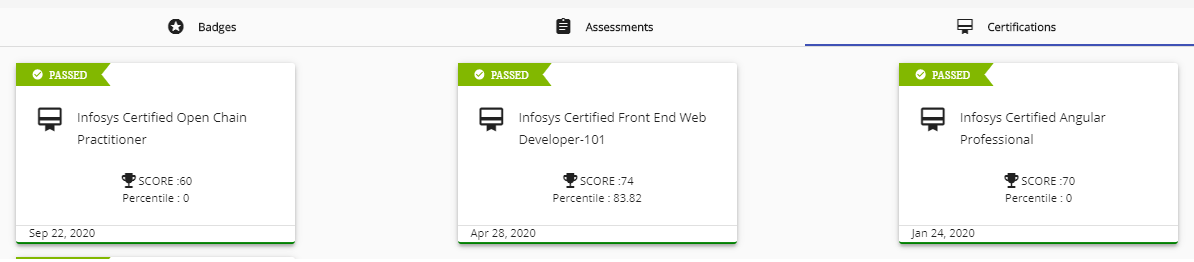 Badges
Assessments
Certifications
PASSED
Infosys Certified Open Chain
Practitioner
SCORE :60
Percentile : 0
Sep 22, 2020
PASSED
Infosys Certified Front End Web
Developer-101
SCORE :74
Percentile : 83.82
Apr 28, 2020
PASSED
Infosys Certified Angular
Professional
SCORE :70
Percentile : 0
Jan 24, 2020